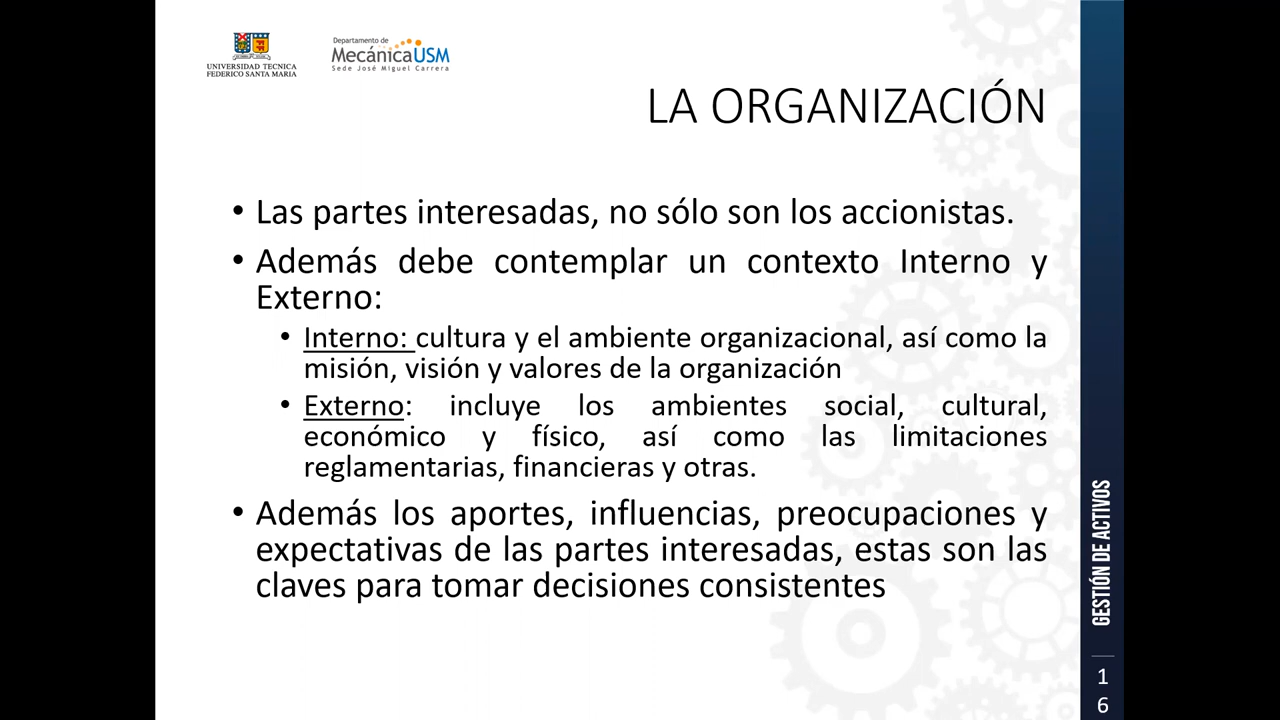 UNIVERSIDAD TECNICA
FEDERICO SANTA MARIA
Departamento de
MecánicaUSM
Sede José Miguel Carrera
LA ORGANIZACIÓN
• Las partes interesadas, no sólo son los accionistas.
• Además debe contemplar un contexto Interno y
Externo:
• Interno: cultura y el ambiente organizacional, así como la
misión, visión y valores de la organización
• Externo: incluye los ambientes social, cultural,
económico y físico, así como las limitaciones
reglamentarias, financieras y otras.
• Además los aportes, influencias, preocupaciones y
expectativas de las partes interesadas, estas son las
claves para tomar decisiones consistentes
GESTIÓN DE ACTIVOS
1
6